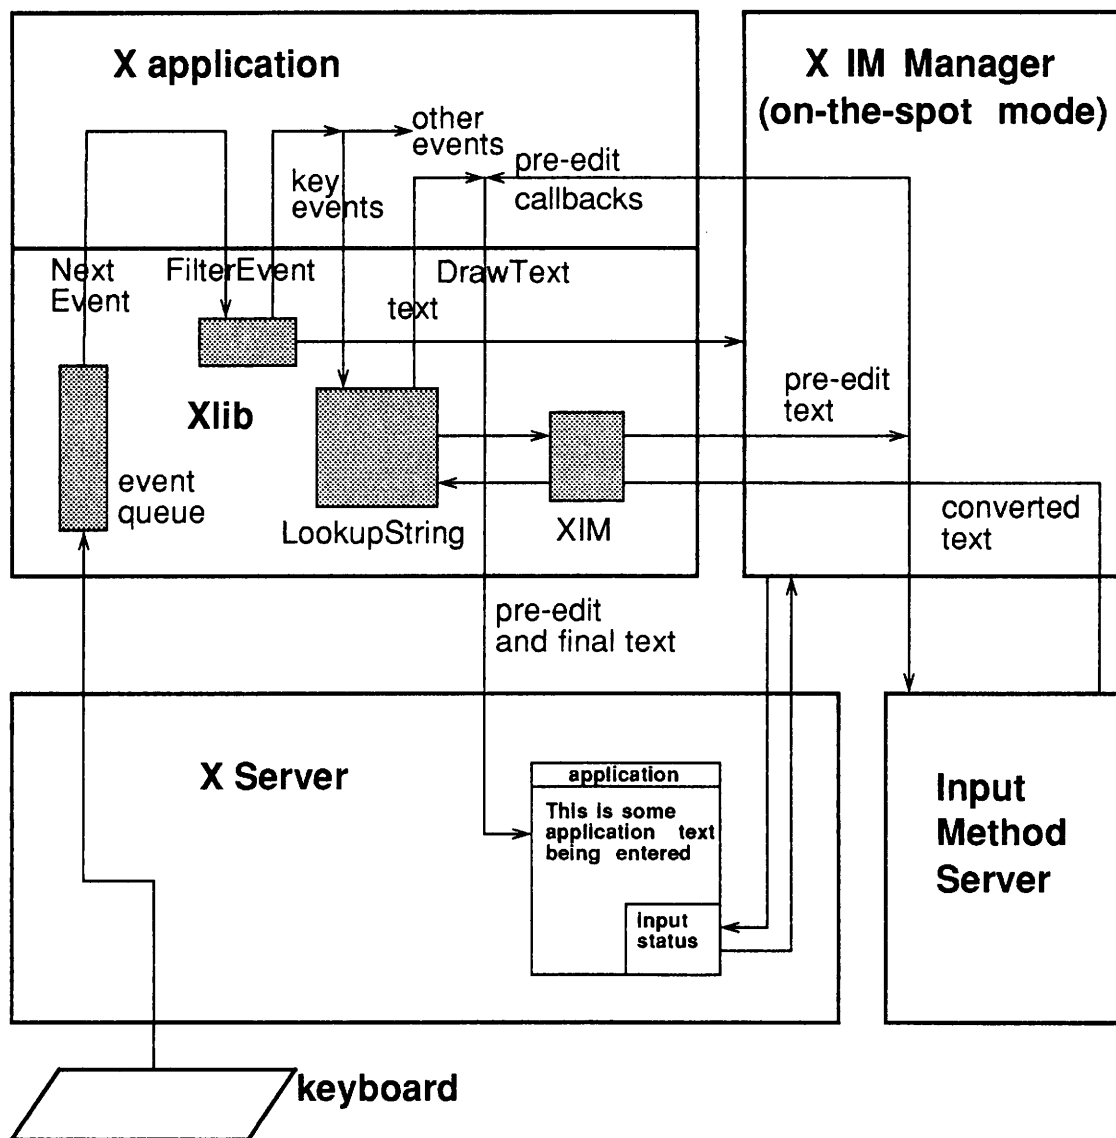 X application
X IM Manager
(on-the-spot mode)
other
events
pre-edit
callbacks
key
events
Next
Event
FilterEvent
DrawText
text
Xlib
event
queue
LookupString
XIM
pre-edit
text
converted
text
pre-edit
and final text
X Server
application
This is some
application text
being entered
input
status
Input
Method
Server
keyboard